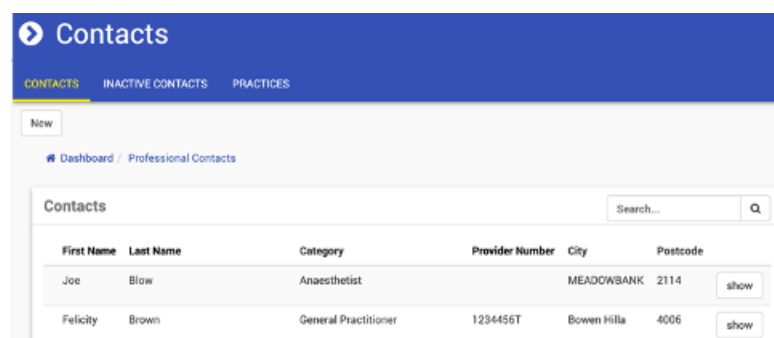 Contacts
CONTACTS INACTIVE CONTACTS PRACTICES
New
Dashboard / Professional Contacts
Contacts Search...
First Name Last Name Category Provider Number City Postcode
Joe Blow Anaesthetist MEADOWBANK 2114 show
Felicity Brown General Practitioner 1234456T Bowen Hilla 4006 show